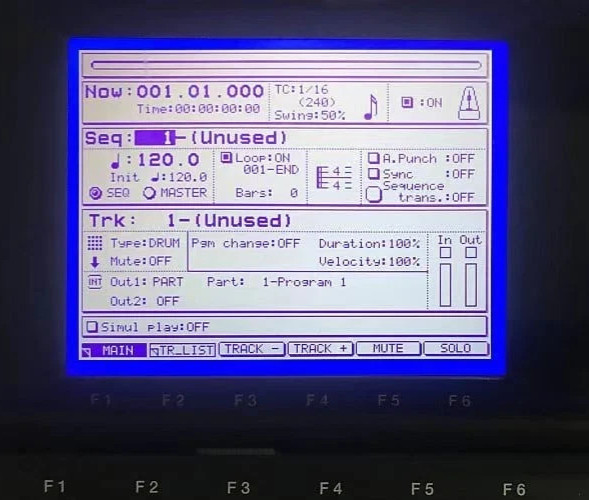 Now:001.01.000 TC:1/16
(240) :ON
Time:00:00:00:00 Swing:50%
Seq: 1-(Unused)
♩:120.0 Loop:ON A.Punch :OFF
001-END 4
Init ♩:120.0 4 Sync :OFF
SEQ MASTER Bars: 0 Sequence
trans.:OFF
Trk: 1-(Unused)
Type:DRUM Pgm change:OFF Duration:100% In Out
Mute:OFF Velocity:100%
INT Out1: PART Part: 1-Program 1
Out2: OFF
Simul play:OFF
MAIN TR_LIST TRACK - TRACK + MUTE SOLO
F1 F2 F3 F4 F5 F6
F1 F2 F3 F4 F5 F6